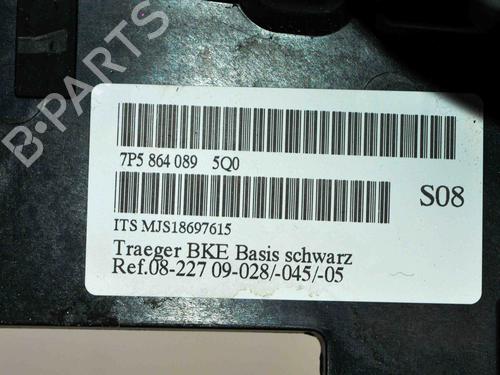 B-PARTS
7P5 864 089 5Q0
S08
ITS MJS18697615
Traeger BKE Basis schwarz
Ref.08-227 09-028/-045/-05